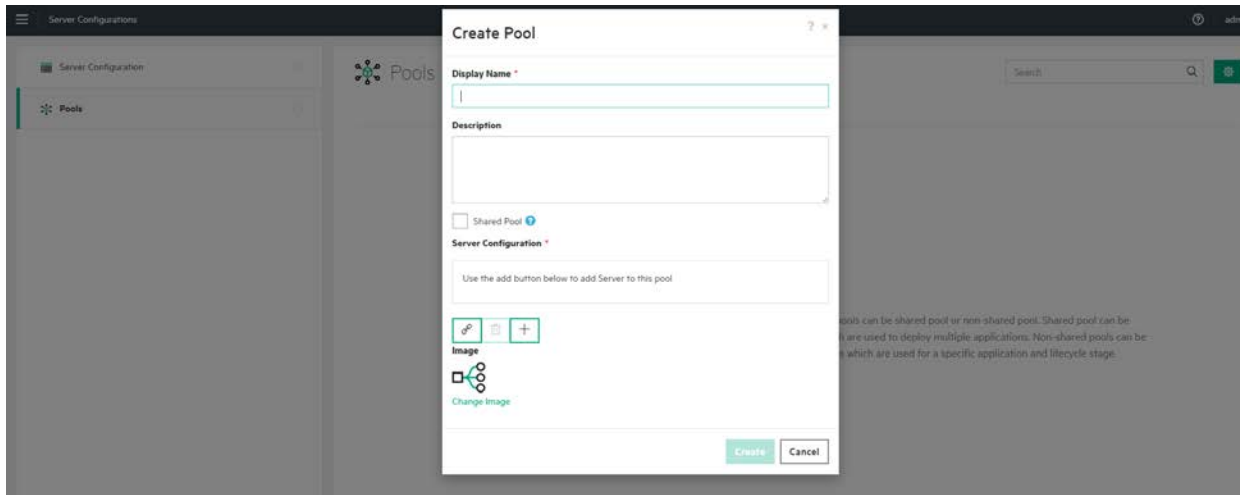 Server Configurations
adm
Create Pool
? ×
Server Configuration
Pools
Pools
Search
Display Name *
Description
Shared Pool ?
Server Configuration *
Use the add button below to add Server to this pool
ools can be shared pool or non-shared pool. Shared pool can be
h are used to deploy multiple applications. Non-shared pools can be
s which are used for a specific application and lifecycle stage.
Image
Change Image
Create
Cancel